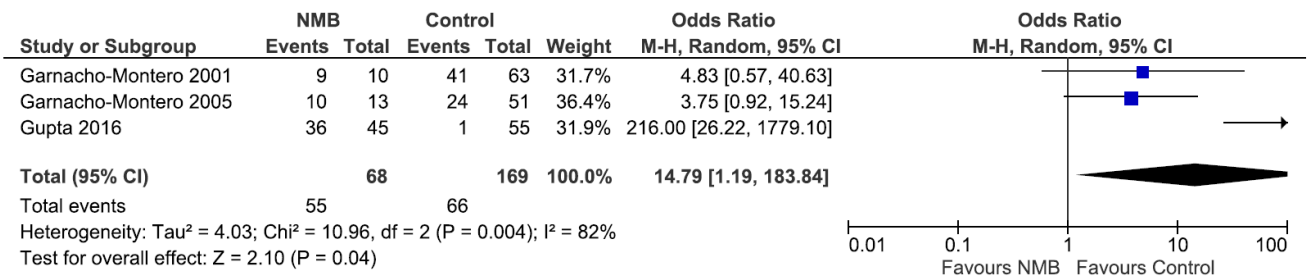 NMB Control Odds Ratio Odds Ratio
Study or Subgroup Events Total Events Total Weight M-H, Random, 95% CI M-H, Random, 95% CI
Garnacho-Montero 2001 9 10 41 63 31.7% 4.83 [0.57, 40.63]
Garnacho-Montero 2005 10 13 24 51 36.4% 3.75 [0.92, 15.24]
Gupta 2016 36 45 1 55 31.9% 216.00 [26.22, 1779.10]
Total (95% CI) 68 169 100.0% 14.79 [1.19, 183.84]
Total events 55 66
Heterogeneity: Tau² = 4.03; Chi² = 10.96, df = 2 (P = 0.004); I² = 82%
Test for overall effect: Z = 2.10 (P = 0.04)
0.01 0.1 1 10 100
Favours NMB Favours Control